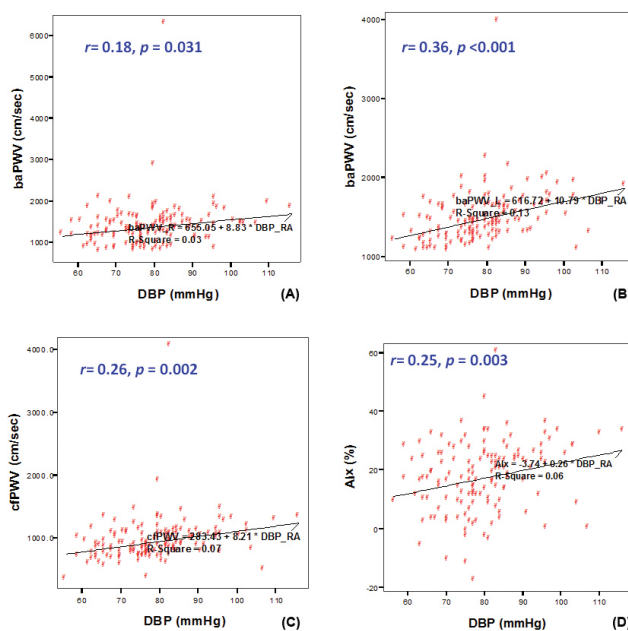 r= 0.18, p = 0.031
6000
5000
4000
3000
2000
1000
baPWV (cm/sec)
baPWV_R = 655.05 + 8.83 * DBP_RA
R-Square = 0.03
60 70 80 90 100 110
DBP (mmHg)
(A)
r= 0.36, p <0.001
4000
3000
2000
1000
baPWV (cm/sec)
baPWV_L = 616.72 + 10.79 * DBP_RA
R-Square = 0.13
60 70 80 90 100 110
DBP (mmHg)
(B)
r= 0.26, p = 0.002
4000.0
3000.0
2000.0
1000.0
cfPWV (cm/sec)
cfPWV = 283.43 + 8.21 * DBP_RA
R-Square = 0.07
60 70 80 90 100 110
DBP (mmHg)
(C)
r= 0.25, p = 0.003
60
40
20
0
-20
AIx (%)
AIx = -3.74 + 0.26 * DBP_RA
R-Square = 0.06
60 70 80 90 100 110
DBP (mmHg)
(D)